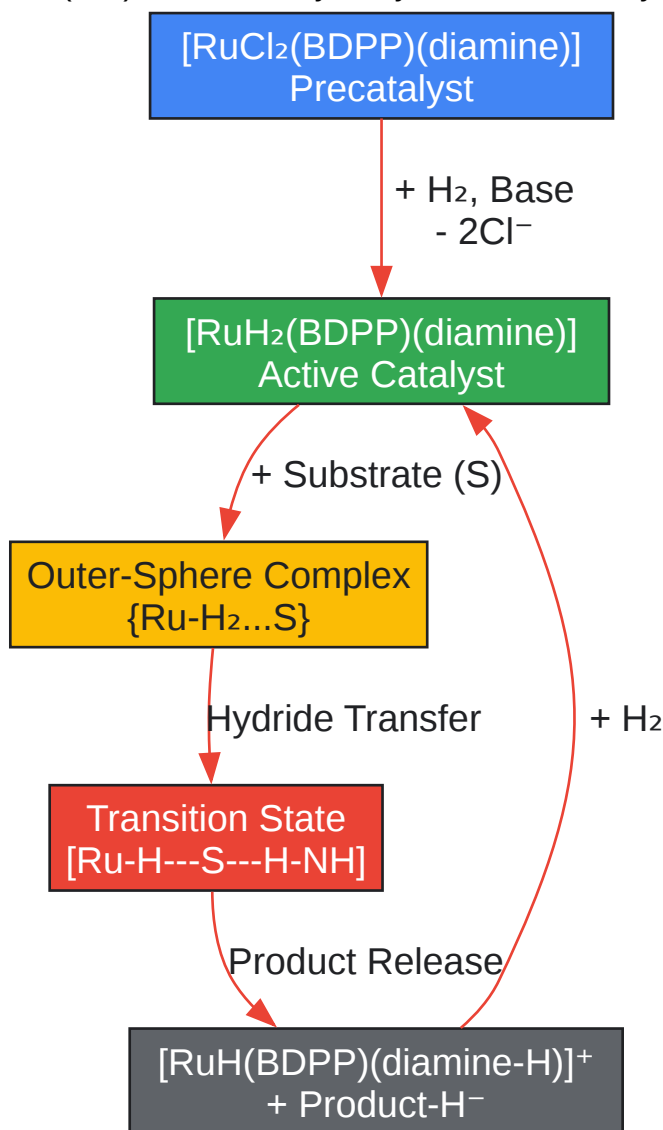 [RuCl₂(BDPP)(diamine)]
Precatalyst
+ H₂, Base
- 2Cl⁻
[RuH₂(BDPP)(diamine)]
Active Catalyst
+ Substrate (S)
Outer-Sphere Complex
{Ru-H₂...S}
Hydride Transfer
+ H₂
Transition State
[Ru-H---S---H-NH]
Product Release
[RuH(BDPP)(diamine-H)]⁺
+ Product-H⁻